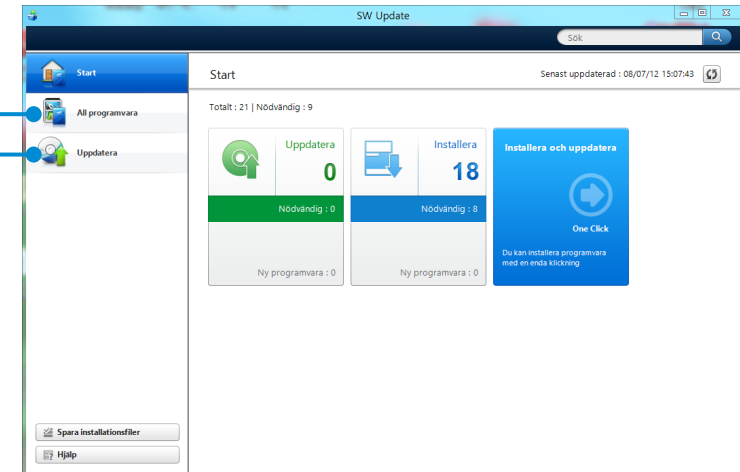 SW Update
Sök
Start
All programvara
Uppdatera
Spara installationsfiler
Hjälp
Start
Senast uppdaterad : 08/07/12 15:07:43
Totalt : 21 | Nödvändig : 9
Uppdatera
0
Nödvändig : 0
Ny programvara : 0
Installera
18
Nödvändig : 8
Ny programvara : 0
Installera och uppdatera
One Click
Du kan installera programvara
med en enda klickning